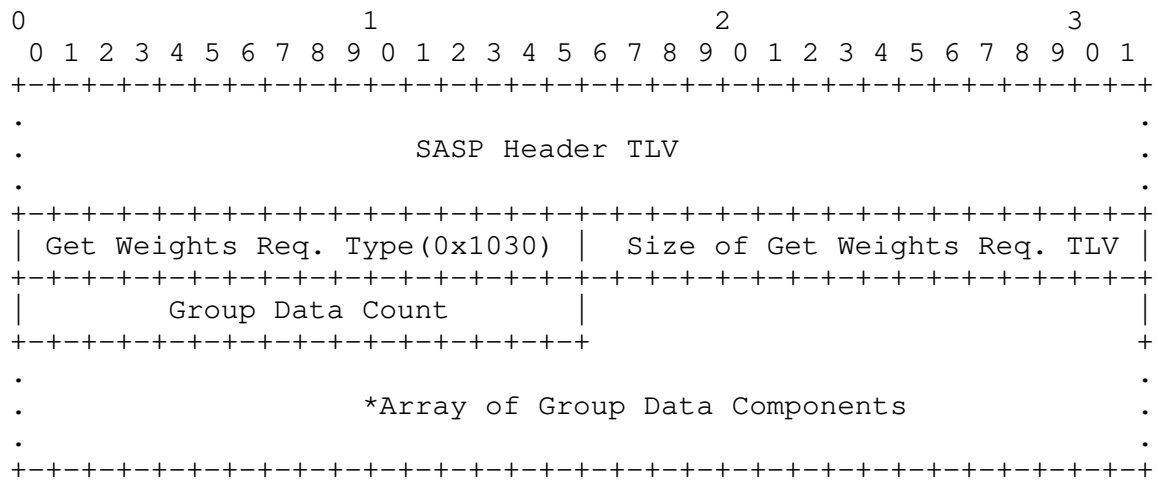 0                   1                   2                   3
 0 1 2 3 4 5 6 7 8 9 0 1 2 3 4 5 6 7 8 9 0 1 2 3 4 5 6 7 8 9 0 1
+-+-+-+-+-+-+-+-+-+-+-+-+-+-+-+-+-+-+-+-+-+-+-+-+-+-+-+-+-+-+-+-+
.                                                               .
.                      SASP Header TLV                          .
.                                                               .
+-+-+-+-+-+-+-+-+-+-+-+-+-+-+-+-+-+-+-+-+-+-+-+-+-+-+-+-+-+-+-+-+
| Get Weights Req. Type(0x1030) |  Size of Get Weights Req. TLV |
+-+-+-+-+-+-+-+-+-+-+-+-+-+-+-+-+-+-+-+-+-+-+-+-+-+-+-+-+-+-+-+-+
|        Group Data Count       |                               |
+-+-+-+-+-+-+-+-+-+-+-+-+-+-+-+-+                               +
.                                                               .
.                   *Array of Group Data Components             .
.                                                               .
+-+-+-+-+-+-+-+-+-+-+-+-+-+-+-+-+-+-+-+-+-+-+-+-+-+-+-+-+-+-+-+-+